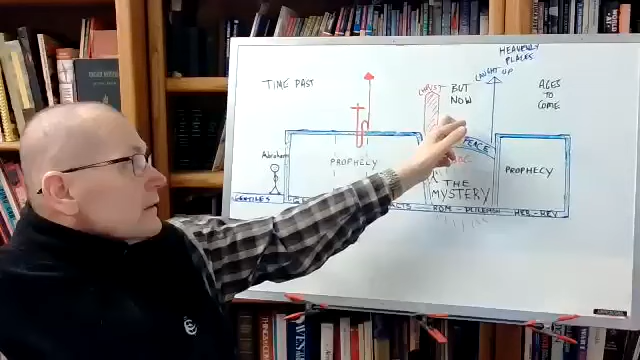 HEAVENLY
PLACES
TIME PAST
CHRIST
BUT
NOW
CAUGHT
UP
AGES
TO
COME
Abraham
PROPHECY
PEACE
PROPHECY
THE
MYSTERY
GENTILES
ACTS - ROM - PHILEMON HEB - REV